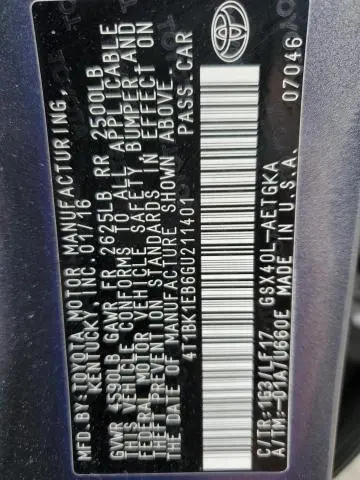 MFD.BY:TOYOTA MOTOR MANUFACTURING,
KENTUCKY, INC. 01/16
GVWR 4590LB GAWR FR 2625LB RR 2500LB
THIS VEHICLE CONFORMS TO ALL APPLICABLE
FEDERAL MOTOR VEHICLE SAFETY, BUMPER AND
THEFT PREVENTION STANDARDS IN EFFECT ON
THE DATE OF MANUFACTURE SHOWN ABOVE.
4T1BK1EB6GU211401 PASS.CAR
C/TR:1G3/LF17 GSX40L-AETGKA
A/TM:-01A/U660E MADE IN U.S.A.
07046